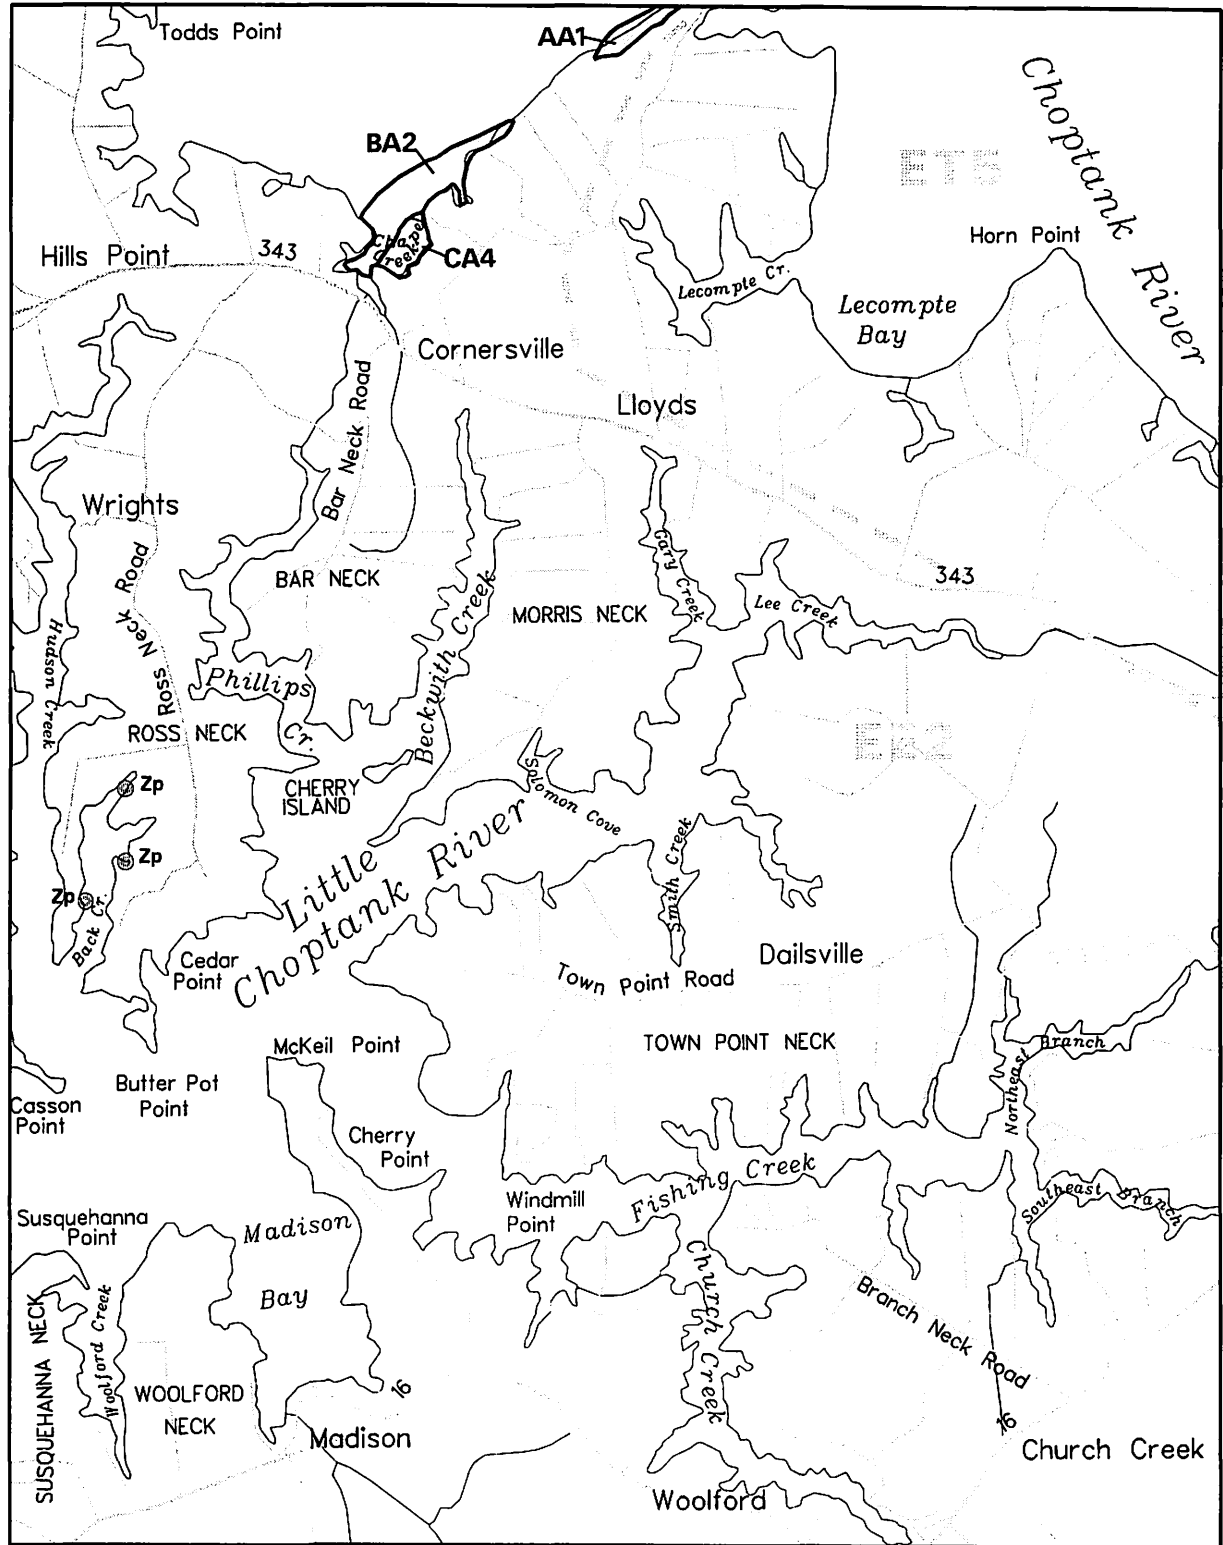 Todds Point
AA1
Choptank River
BA2
ET5
Hills Point
343
Chapel
Creek
CA4
Horn Point
Lecompte Cr.
Lecompte
Bay
Cornersville
Bar Neck Road
Lloyds
Wrights
Ross Neck Road
BAR NECK
Gary Creek
343
Hudson Creek
Beckwith Creek
MORRIS NECK
Lee Creek
Phillips
Cr.
ROSS NECK
EB2
Zp
CHERRY
ISLAND
Solomon Cove
Smith Creek
Zp
Zp
Back Cr.
Little
Choptank River
Cedar
Point
Town Point Road
Dailsville
McKeil Point
TOWN POINT NECK
Northeast
Branch
Casson
Point
Butter Pot
Point
Cherry
Point
Windmill
Point
Fishing Creek
Southeast Branch
Susquehanna
Point
Madison
Bay
SUSQUEHANNA NECK
Woolford Creek
Church Creek
Branch Neck Road
WOOLFORD
NECK
16
Madison
16
Church Creek
Woolford